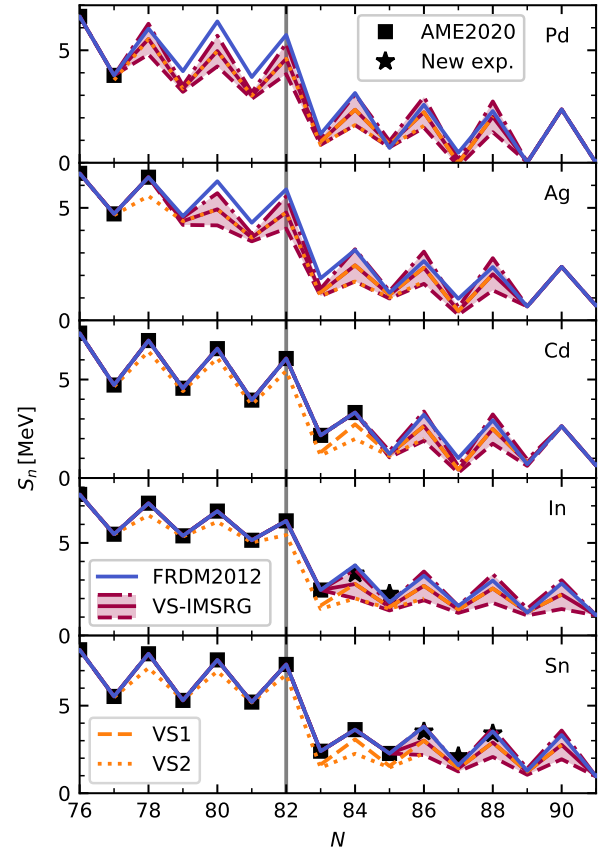 5
0
AME2020
New exp.
Pd
5
0
Ag
5
0
Cd
5
0
In
FRDM2012
VS-IMSRG
5
0
Sn
VS1
VS2
76 78 80 82 84 86 88 90
N
Sn [MeV]